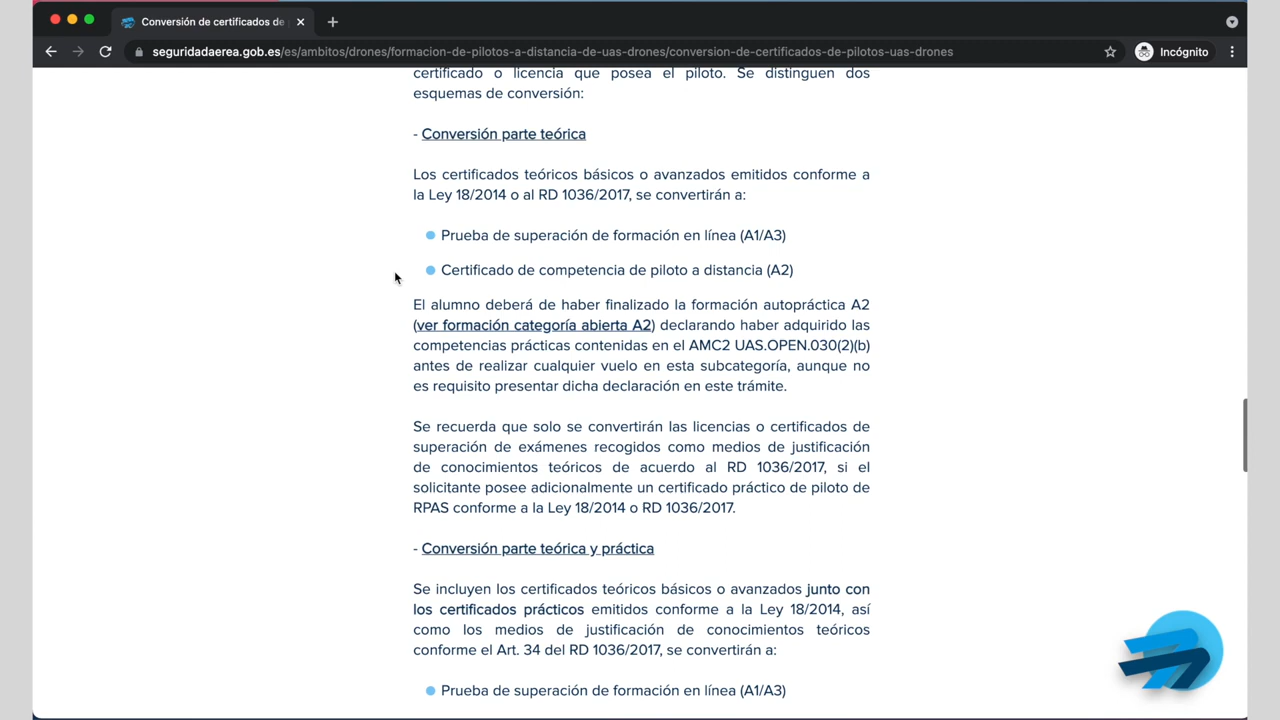 Conversión de certificados de
seguridadaerea.gob.es/es/ambitos/drones/formacion-de-pilotos-a-distancia-de-uas-drones/conversion-de-certificados-de-pilotos-uas-drones
Incógnito
certificado o licencia que posea el piloto. Se distinguen dos
esquemas de conversión:
- Conversión parte teórica
Los certificados teóricos básicos o avanzados emitidos conforme a
la Ley 18/2014 o al RD 1036/2017, se convertirán a:
Prueba de superación de formación en línea (A1/A3)
Certificado de competencia de piloto a distancia (A2)
El alumno deberá de haber finalizado la formación autopráctica A2
(ver formación categoría abierta A2) declarando haber adquirido las
competencias prácticas contenidas en el AMC2 UAS.OPEN.030(2)(b)
antes de realizar cualquier vuelo en esta subcategoría, aunque no
es requisito presentar dicha declaración en este trámite.
Se recuerda que solo se convertirán las licencias o certificados de
superación de exámenes recogidos como medios de justificación
de conocimientos teóricos de acuerdo al RD 1036/2017, si el
solicitante posee adicionalmente un certificado práctico de piloto de
RPAS conforme a la Ley 18/2014 o RD 1036/2017.
- Conversión parte teórica y práctica
Se incluyen los certificados teóricos básicos o avanzados junto con
los certificados prácticos emitidos conforme a la Ley 18/2014, así
como los medios de justificación de conocimientos teóricos
conforme el Art. 34 del RD 1036/2017, se convertirán a:
Prueba de superación de formación en línea (A1/A3)